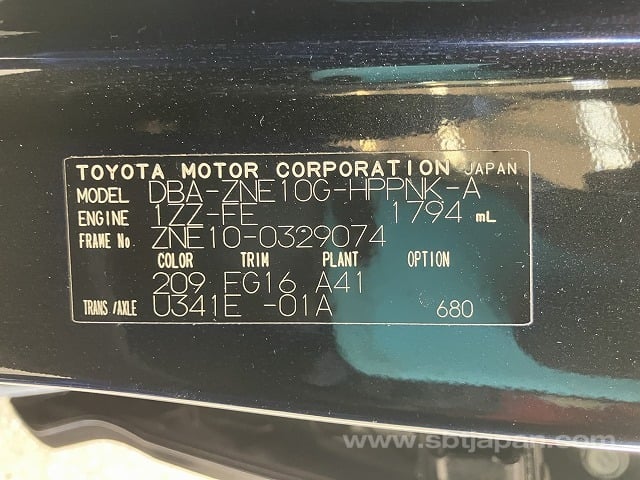 TOYOTA MOTOR CORPORATION JAPAN
MODEL DBA-ZNE10G-HPPNK-A
ENGINE 1ZZ-FE 1794 mL
FRAME No ZNE10-0329074
COLOR TRIM PLANT OPTION
209 FG16 A41
TRANS/AXLE U341E -01A 680
www.sbtjapan.com